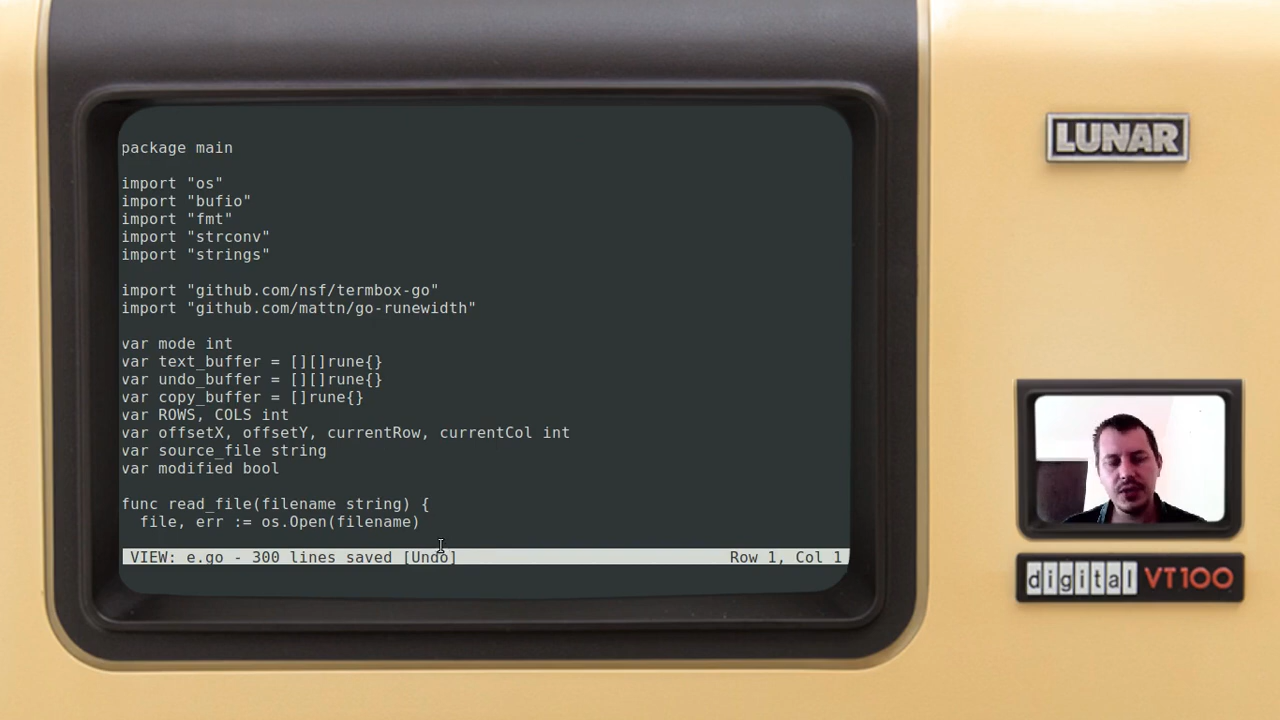 package main
import "os"
import "bufio"
import "fmt"
import "strconv"
import "strings"
import "github.com/nsf/termbox-go"
import "github.com/mattn/go-runewidth"
var mode int
var text_buffer = [][]rune{}
var undo_buffer = [][]rune{}
var copy_buffer = []rune{}
var ROWS, COLS int
var offsetX, offsetY, currentRow, currentCol int
var source_file string
var modified bool
func read_file(filename string) {
  file, err := os.Open(filename)
VIEW: e.go - 300 lines saved [Undo] Row 1, Col 1
LUNAR
digital VT100